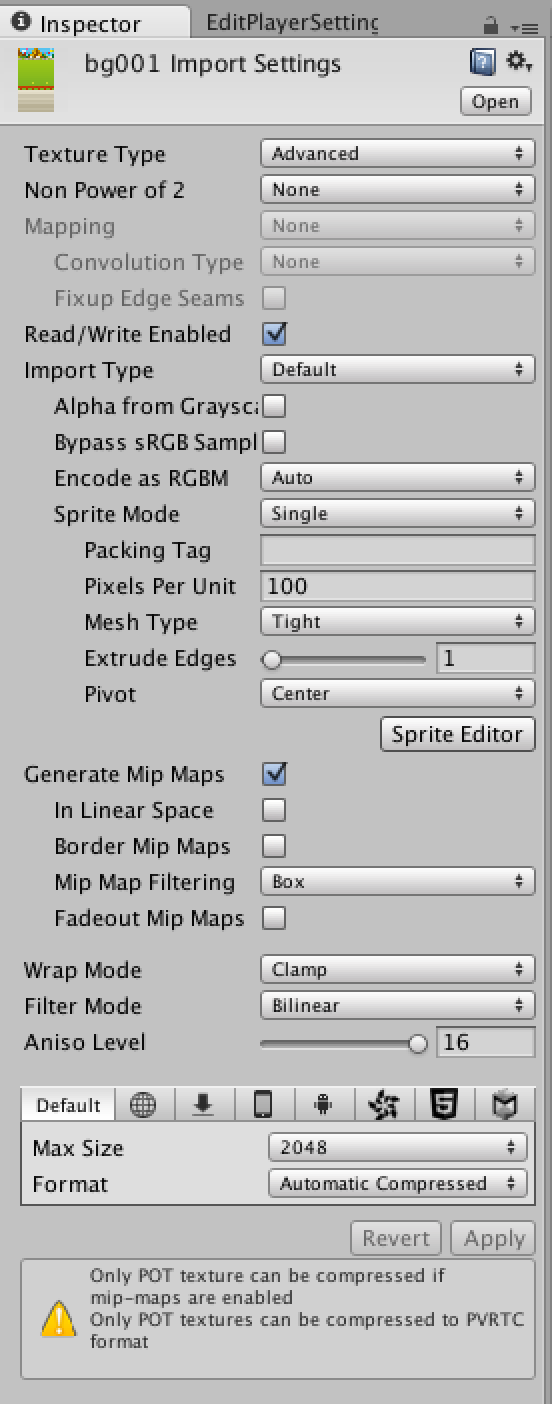 Inspector
EditPlayerSetting
bg001 Import Settings
Open
Texture Type Advanced
Non Power of 2 None
Mapping None
Convolution Type None
Fixup Edge Seams
Read/Write Enabled
Import Type Default
Alpha from Graysca
Bypass sRGB Sampl
Encode as RGBM Auto
Sprite Mode Single
Packing Tag
Pixels Per Unit 100
Mesh Type Tight
Extrude Edges 1
Pivot Center
Sprite Editor
Generate Mip Maps
In Linear Space
Border Mip Maps
Mip Map Filtering Box
Fadeout Mip Maps
Wrap Mode Clamp
Filter Mode Bilinear
Aniso Level 16
Default
Max Size 2048
Format Automatic Compressed
Revert Apply
Only POT texture can be compressed if
mip-maps are enabled
Only POT textures can be compressed to PVRTC
format